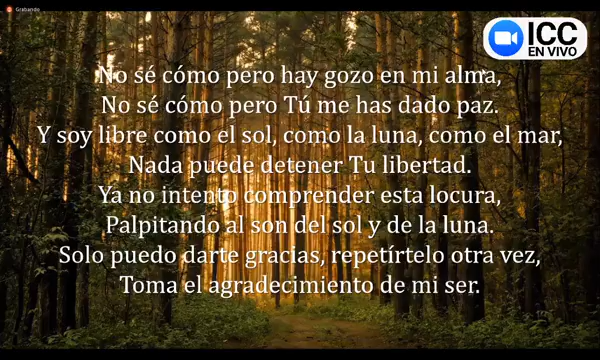 Grabando
ICC
EN VIVO
No sé cómo pero hay gozo en mi alma,
No sé cómo pero Tú me has dado paz.
Y soy libre como el sol, como la luna, como el mar,
Nada puede detener Tu libertad.
Ya no intento comprender esta locura,
Palpitando al son del sol y de la luna.
Solo puedo darte gracias, repetírtelo otra vez,
Toma el agradecimiento de mi ser.